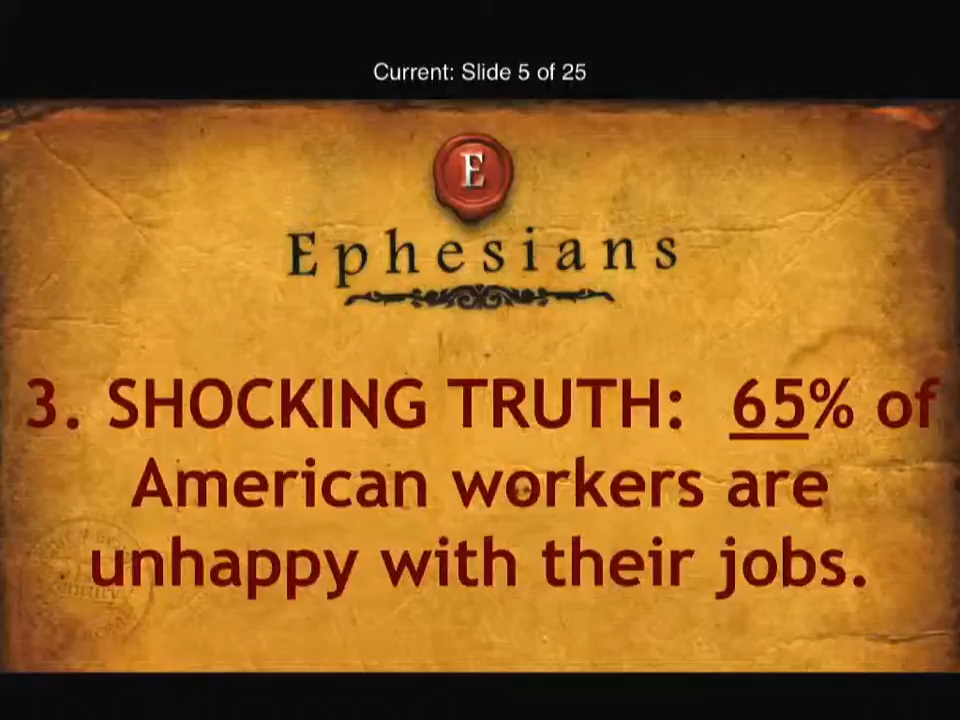 Current: Slide 5 of 25
E
Ephesians
3. SHOCKING TRUTH: 65% of
American workers are
unhappy with their jobs.